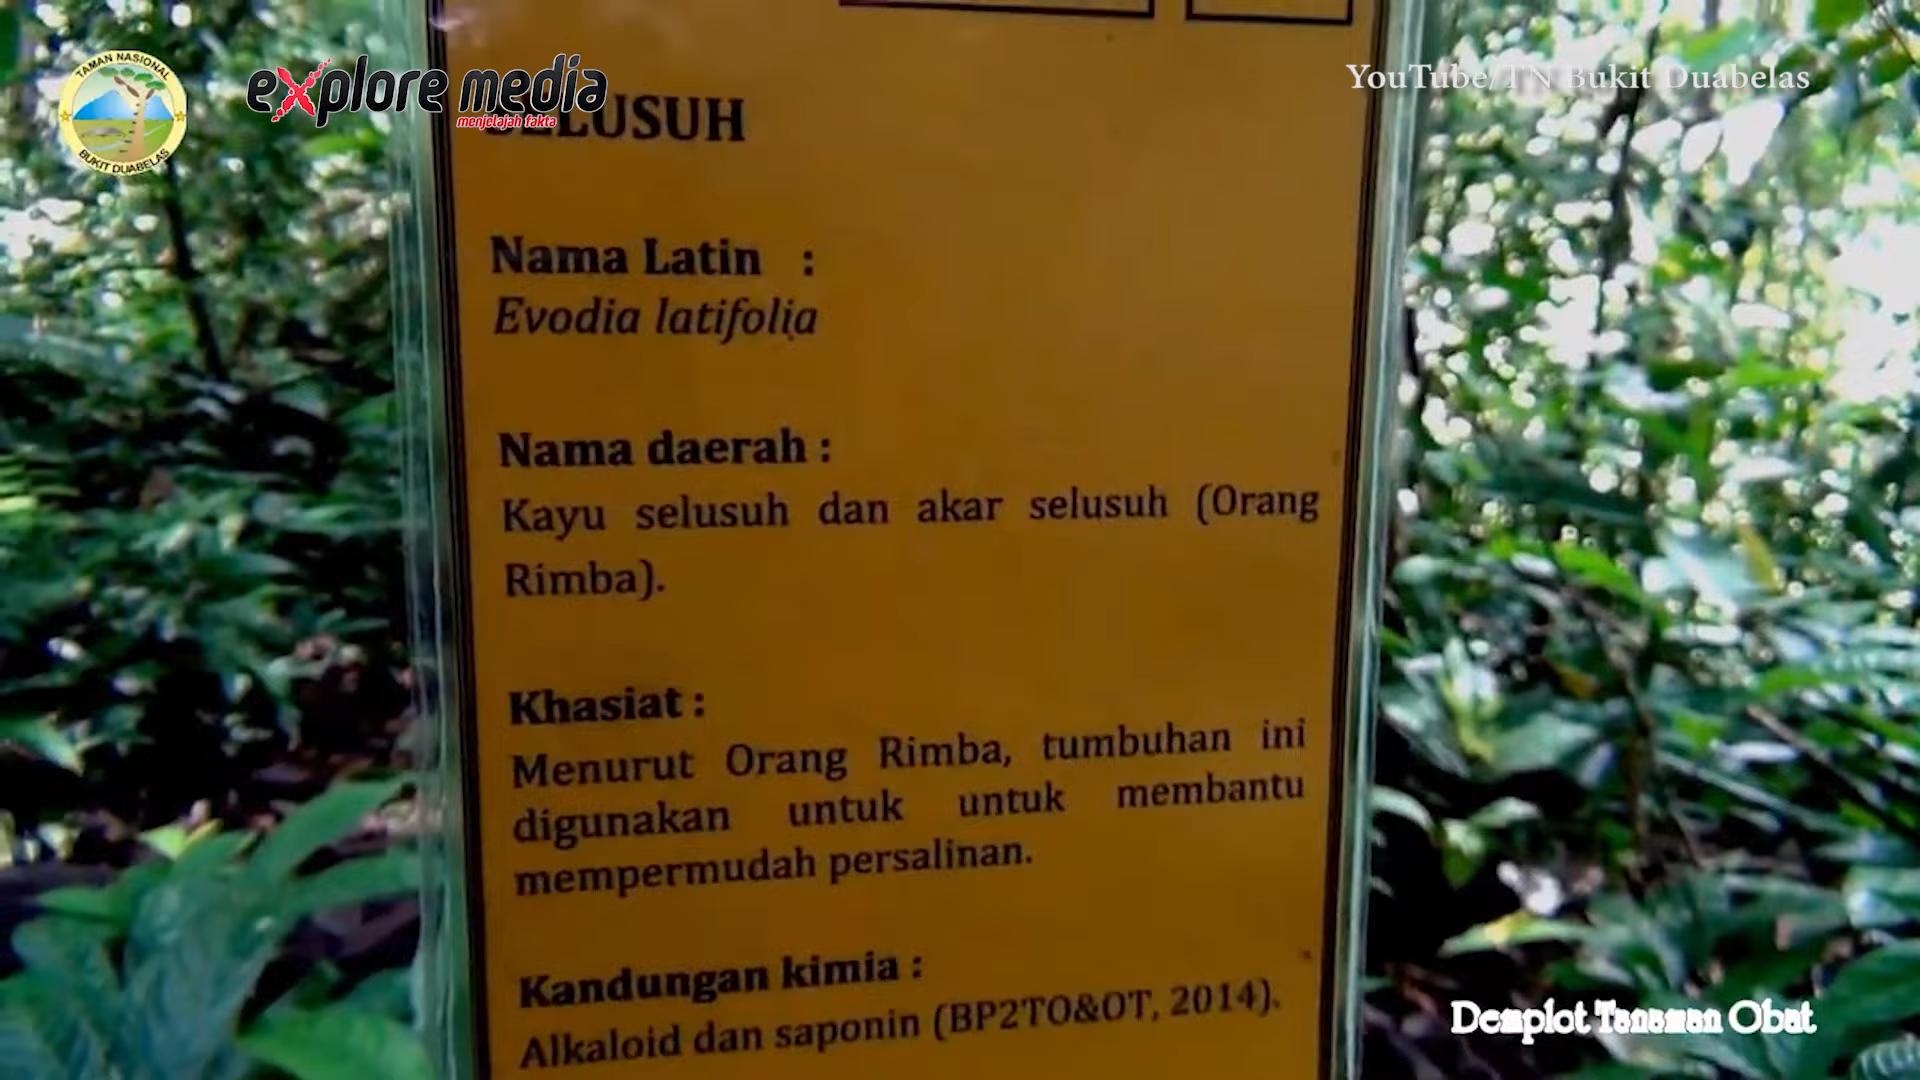 TAMAN NASIONAL
BUKIT DUABELAS
explore media
menjelajah fakta
YouTube/TN Bukit Duabelas
SELUSUH
Nama Latin :
Evodia latifolia
Nama daerah :
Kayu selusuh dan akar selusuh (Orang
Rimba).
Khasiat :
Menurut Orang Rimba, tumbuhan ini
digunakan untuk untuk membantu
mempermudah persalinan.
Kandungan kimia :
Alkaloid dan saponin (BP2TO&OT, 2014).
Demplot Tanaman Obat